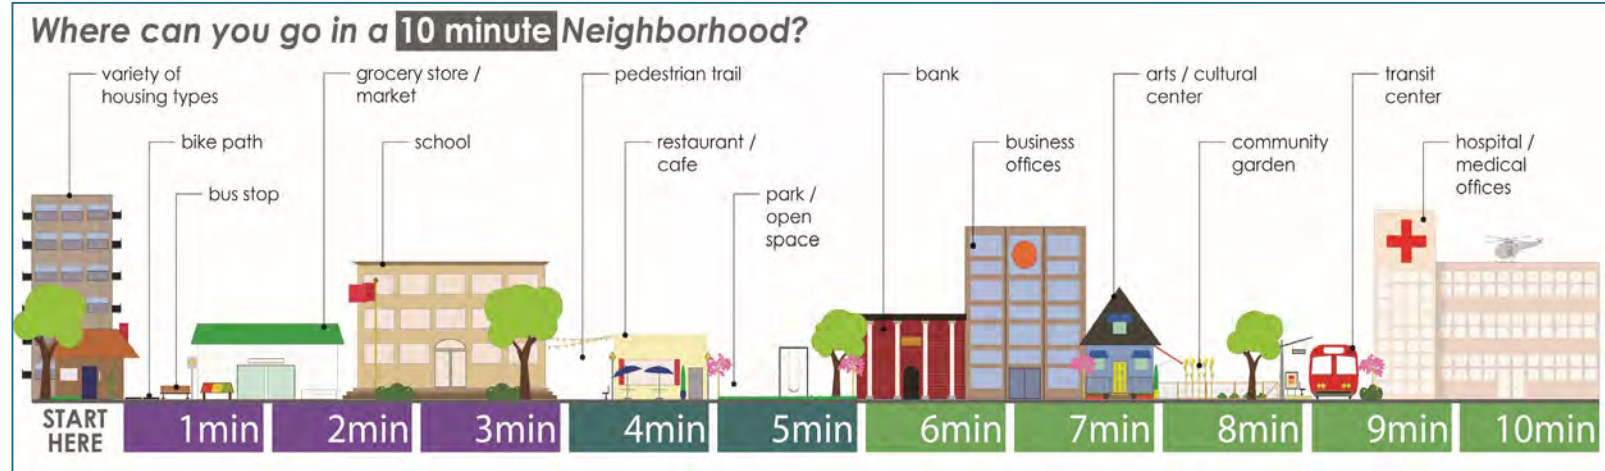 Where can you go in a 10 minute Neighborhood?
variety of
housing types
grocery store /
market
pedestrian trail
bank
arts / cultural
center
transit
center
bike path
school
restaurant /
cafe
business
offices
community
garden
hospital /
medical
offices
bus stop
park /
open
space
START
HERE
1min
2min
3min
4min
5min
6min
7min
8min
9min
10min